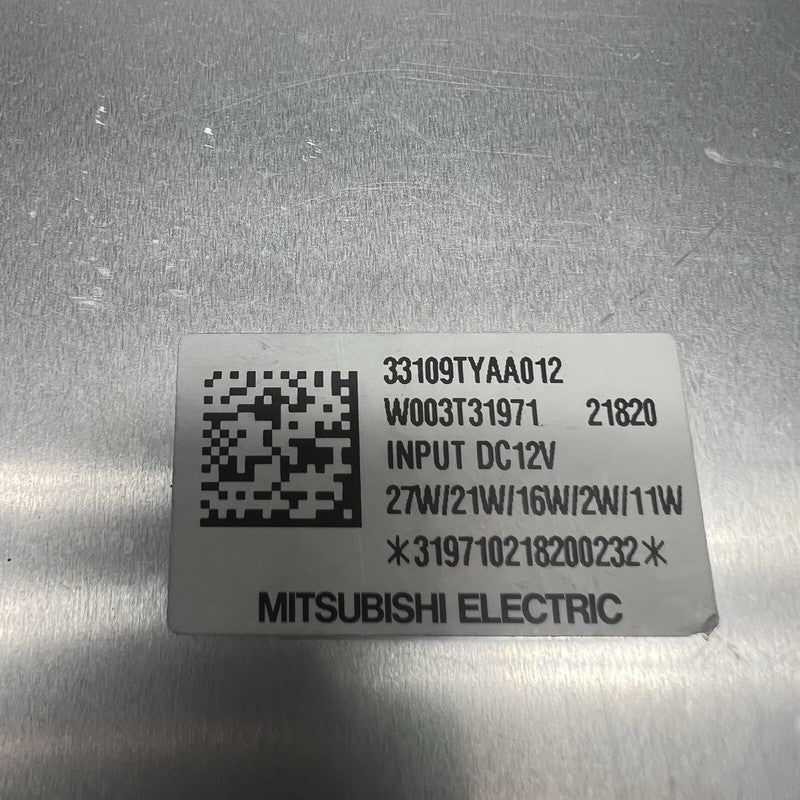 33109TYAA012
W003T31971 21820
INPUT DC12V
27W/21W/16W/2W/11W
*319710218200232*
MITSUBISHI ELECTRIC